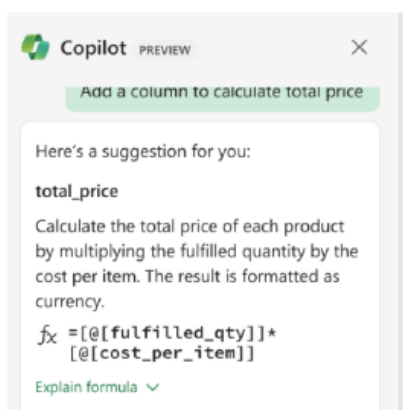 Copilot PREVIEW
Add a column to calculate total price
Here's a suggestion for you:
total_price
Calculate the total price of each product
by multiplying the fulfilled quantity by the
cost per item. The result is formatted as
currency.
fx =[@[fulfilled_qty]]*
[@[cost_per_item]]
Explain formula